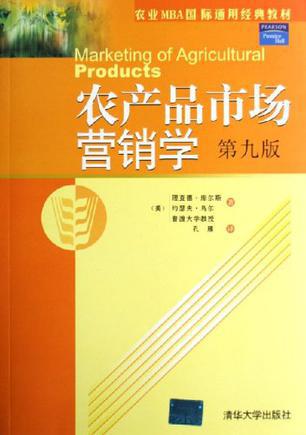 农业MBA国际通用经典教材
PEARSON
Prentice
Hall
Marketing of Agricultural
Products
农产品市场
营销学 第九版
理查德·库尔斯
(美) 约瑟夫·乌尔 著
普渡大学教授
孔雁 译
清华大学出版社